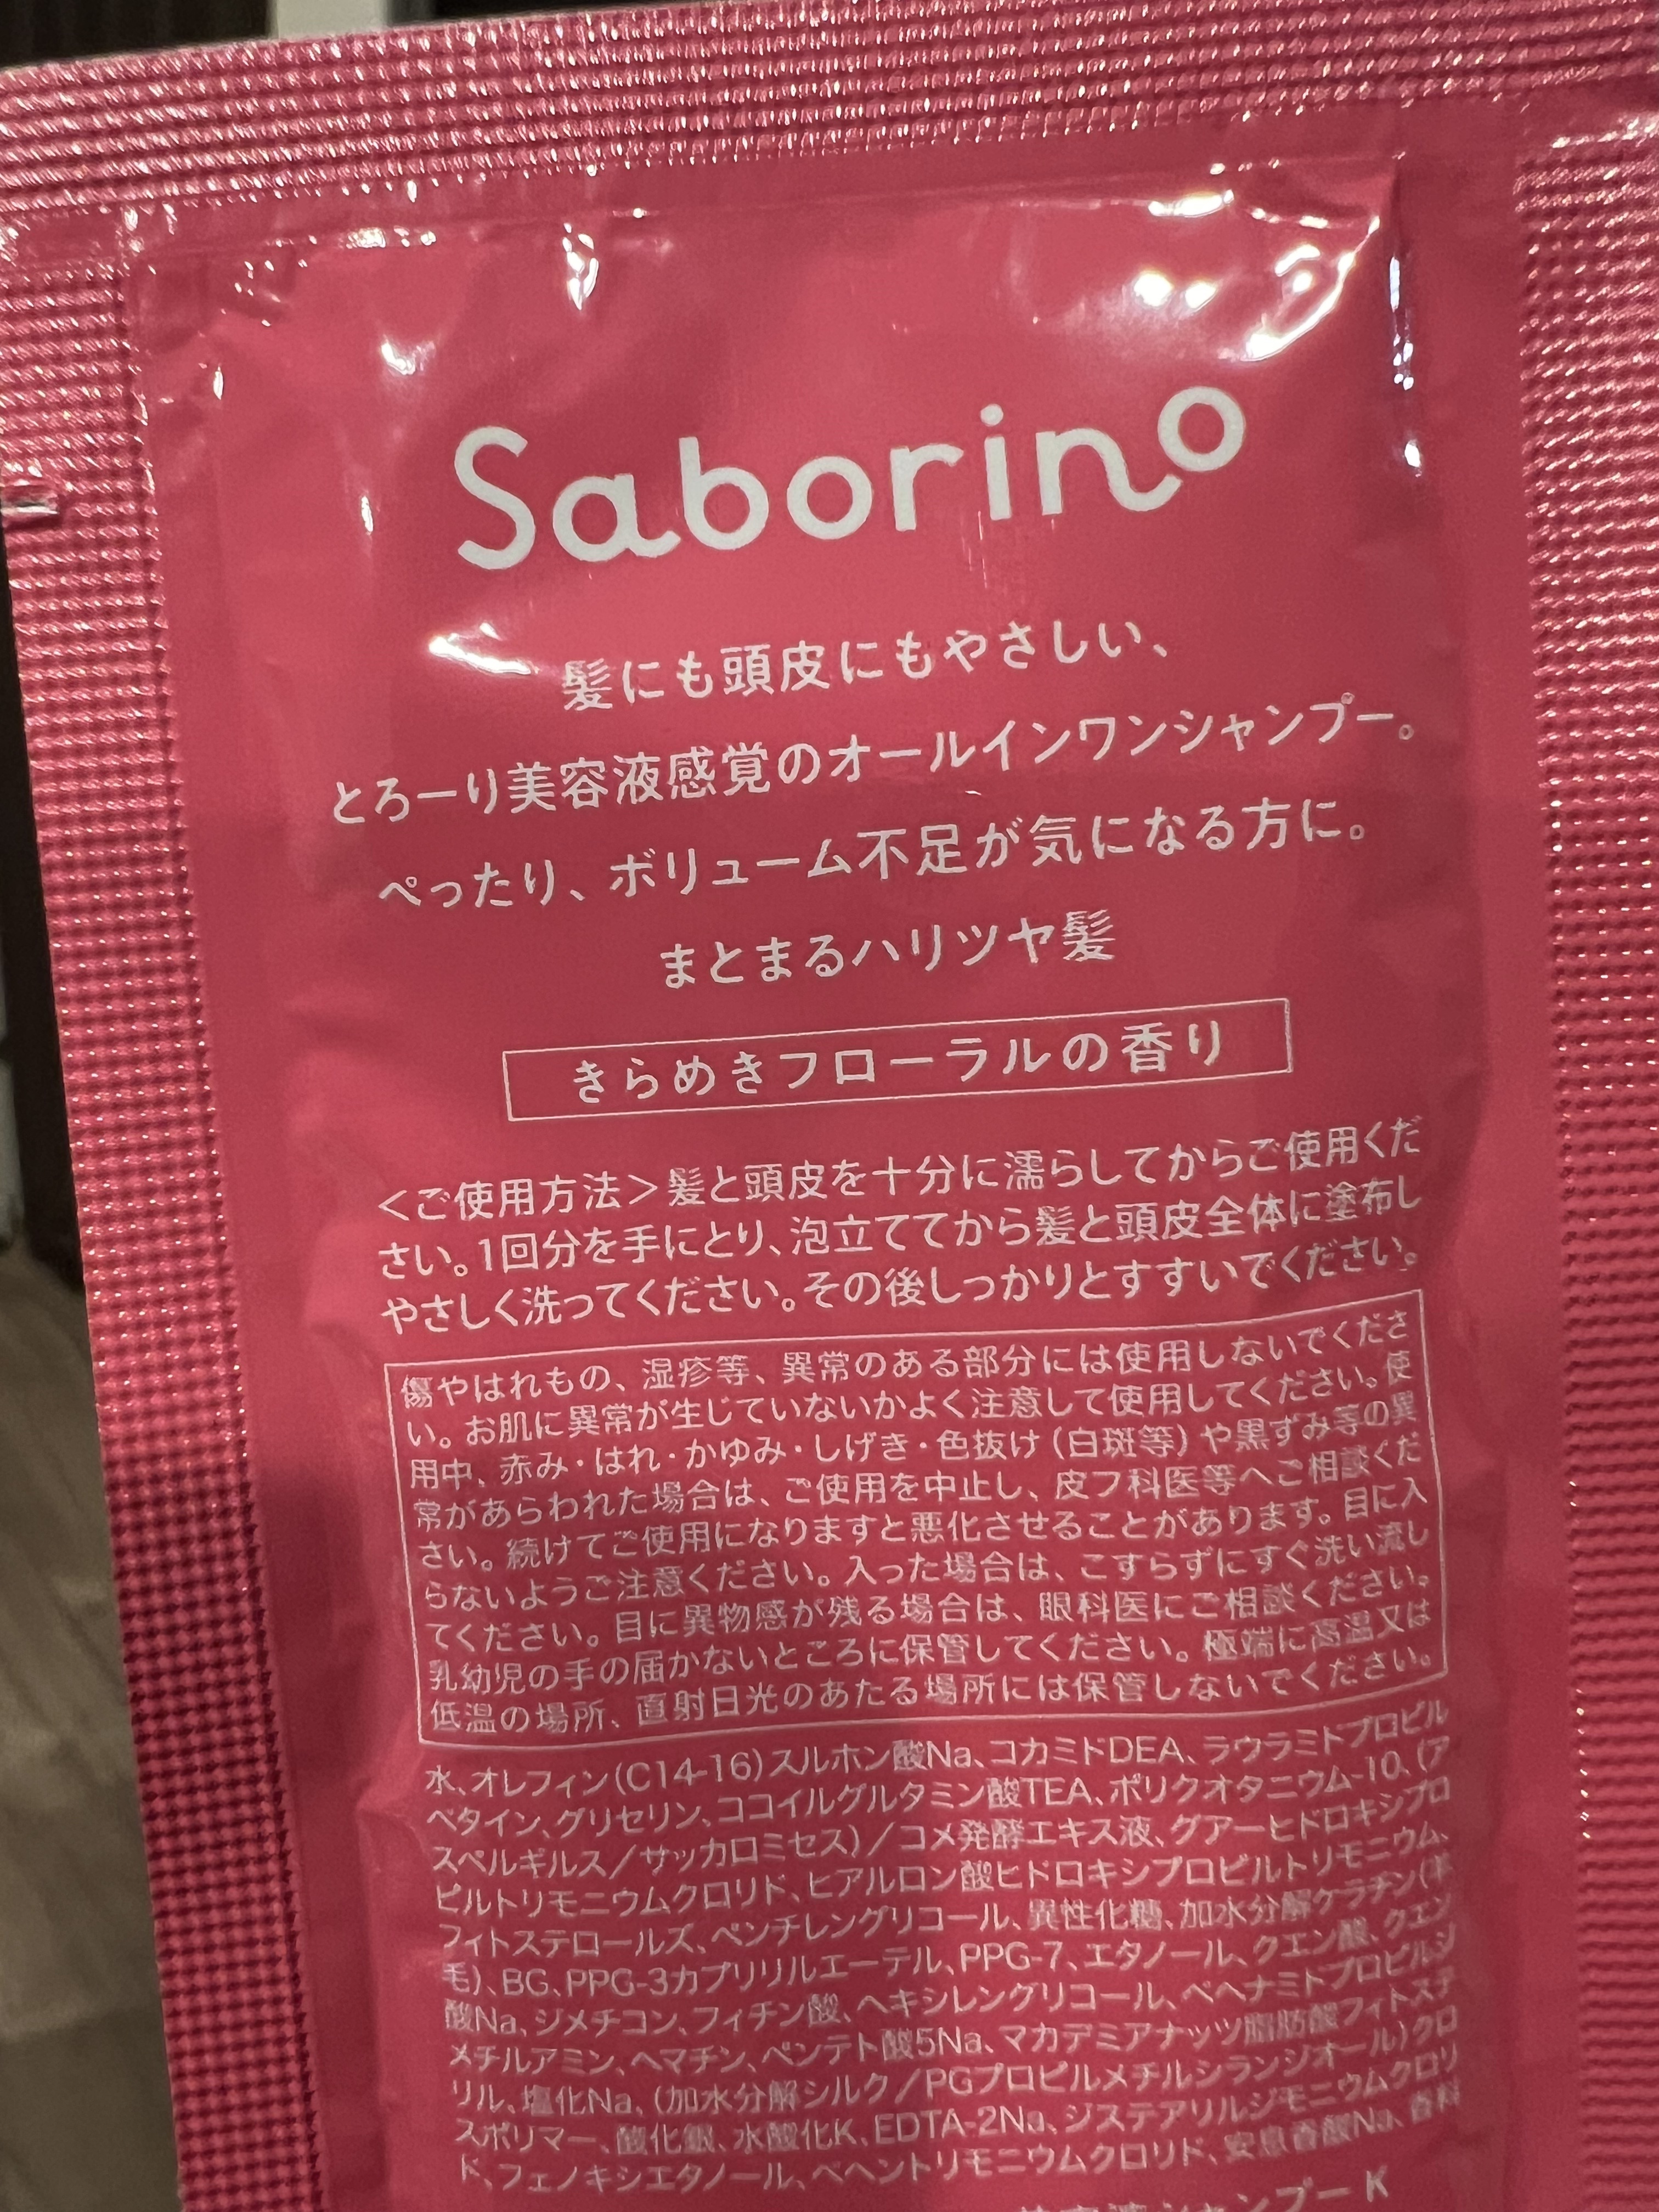 Saborino
髪にも頭皮にもやさしい、
とろーり美容液感覚のオールインワンシャンプー。
ぺったり、ボリューム不足が気になる方に。
まとまるハリツヤ髪
きらめきフローラルの香り
＜ご使用方法＞髪と頭皮を十分に濡らしてからご使用くだ
さい。1回分を手にとり、泡立ててから髪と頭皮全体に塗布し
やさしく洗ってください。その後しっかりとすすいでください。
傷やはれもの、湿疹等、異常のある部分には使用しないでくださ
い。お肌に異常が生じていないかよく注意して使用してください。使
用中、赤み・はれ・かゆみ・しげき・色抜け（白斑等）や黒ずみ等の異
常があらわれた場合は、ご使用を中止し、皮フ科医等へご相談くだ
さい。続けてご使用になりますと悪化させることがあります。目に入
らないようご注意ください。入った場合は、こすらずにすぐ洗い流し
てください。目に異物感が残る場合は、眼科医にご相談ください。
乳幼児の手の届かないところに保管してください。極端に高温又は
低温の場所、直射日光のあたる場所には保管しないでください。
水、オレフィン(C14-16)スルホン酸Na、コカミドDEA、ラウラミドプロピル
ベタイン、グリセリン、ココイルグルタミン酸TEA、ポリクオタニウム-10、(ア
スペルギルス／サッカロミセス)／コメ発酵エキス液、グアーヒドロキシプロ
ピルトリモニウムクロリド、ヒアルロン酸ヒドロキシプロピルトリモニウム、
フィトステロールズ、ペンチレングリコール、異性化糖、加水分解ケラチン(羊
毛)、BG、PPG-3カプリリルエーテル、PPG-7、エタノール、クエン酸、クエン
酸Na、ジメチコン、フィチン酸、ヘキシレングリコール、ベヘナミドプロピルジ
メチルアミン、ヘマチン、ペンテト酸5Na、マカデミアナッツ脂肪酸フィトステ
リル、塩化Na、(加水分解シルク／PGプロピルメチルシランジオール)クロ
スポリマー、酸化銀、水酸化K、EDTA-2Na、ジステアリルジモニウムクロリ
ド、フェノキシエタノール、ベヘントリモニウムクロリド、安息香酸Na、香料
シャンプー K